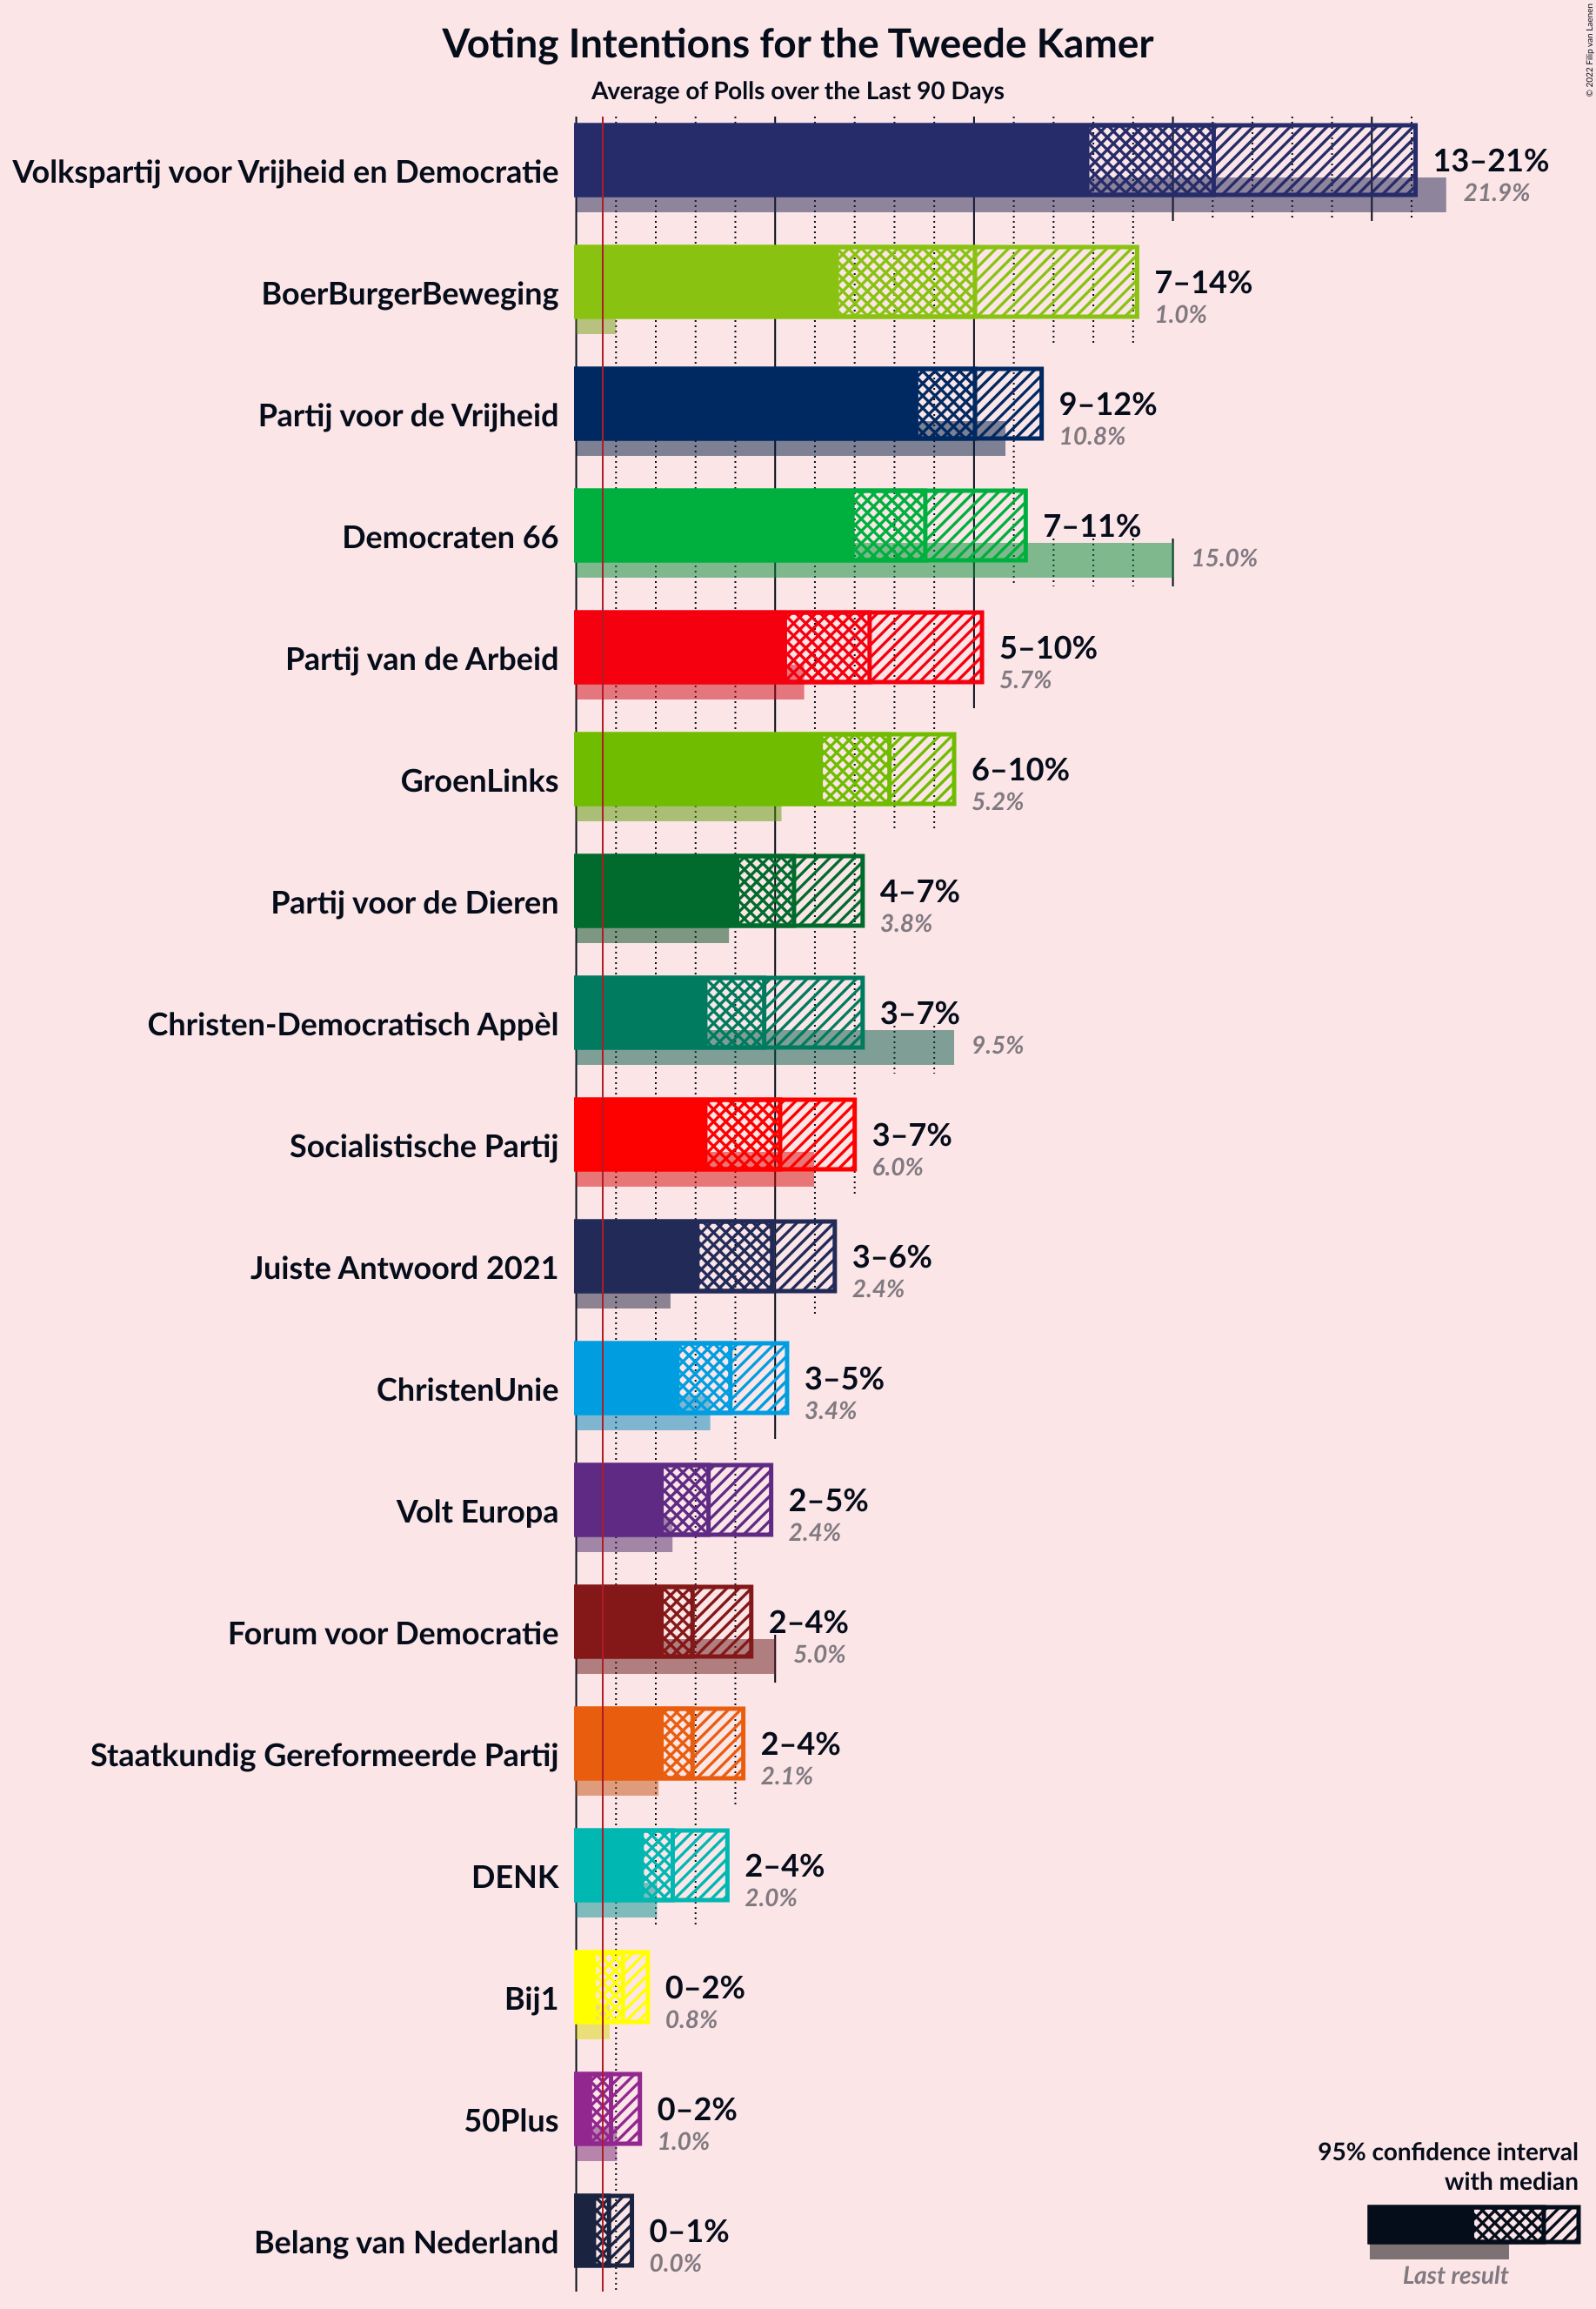 Voting Intentions for the Tweede Kamer
Average of Polls over the Last 90 Days
© 2022 Filip van Laenen
Volkspartij voor Vrijheid en Democratie
13–21%
21.9%
BoerBurgerBeweging
7–14%
1.0%
Partij voor de Vrijheid
9–12%
10.8%
Democraten 66
7–11%
15.0%
Partij van de Arbeid
5–10%
5.7%
GroenLinks
6–10%
5.2%
Partij voor de Dieren
4–7%
3.8%
Christen-Democratisch Appèl
3–7%
9.5%
Socialistische Partij
3–7%
6.0%
Juiste Antwoord 2021
3–6%
2.4%
ChristenUnie
3–5%
3.4%
Volt Europa
2–5%
2.4%
Forum voor Democratie
2–4%
5.0%
Staatkundig Gereformeerde Partij
2–4%
2.1%
DENK
2–4%
2.0%
Bij1
0–2%
0.8%
50Plus
0–2%
1.0%
Belang van Nederland
0–1%
0.0%
95% confidence interval
with median
Last result